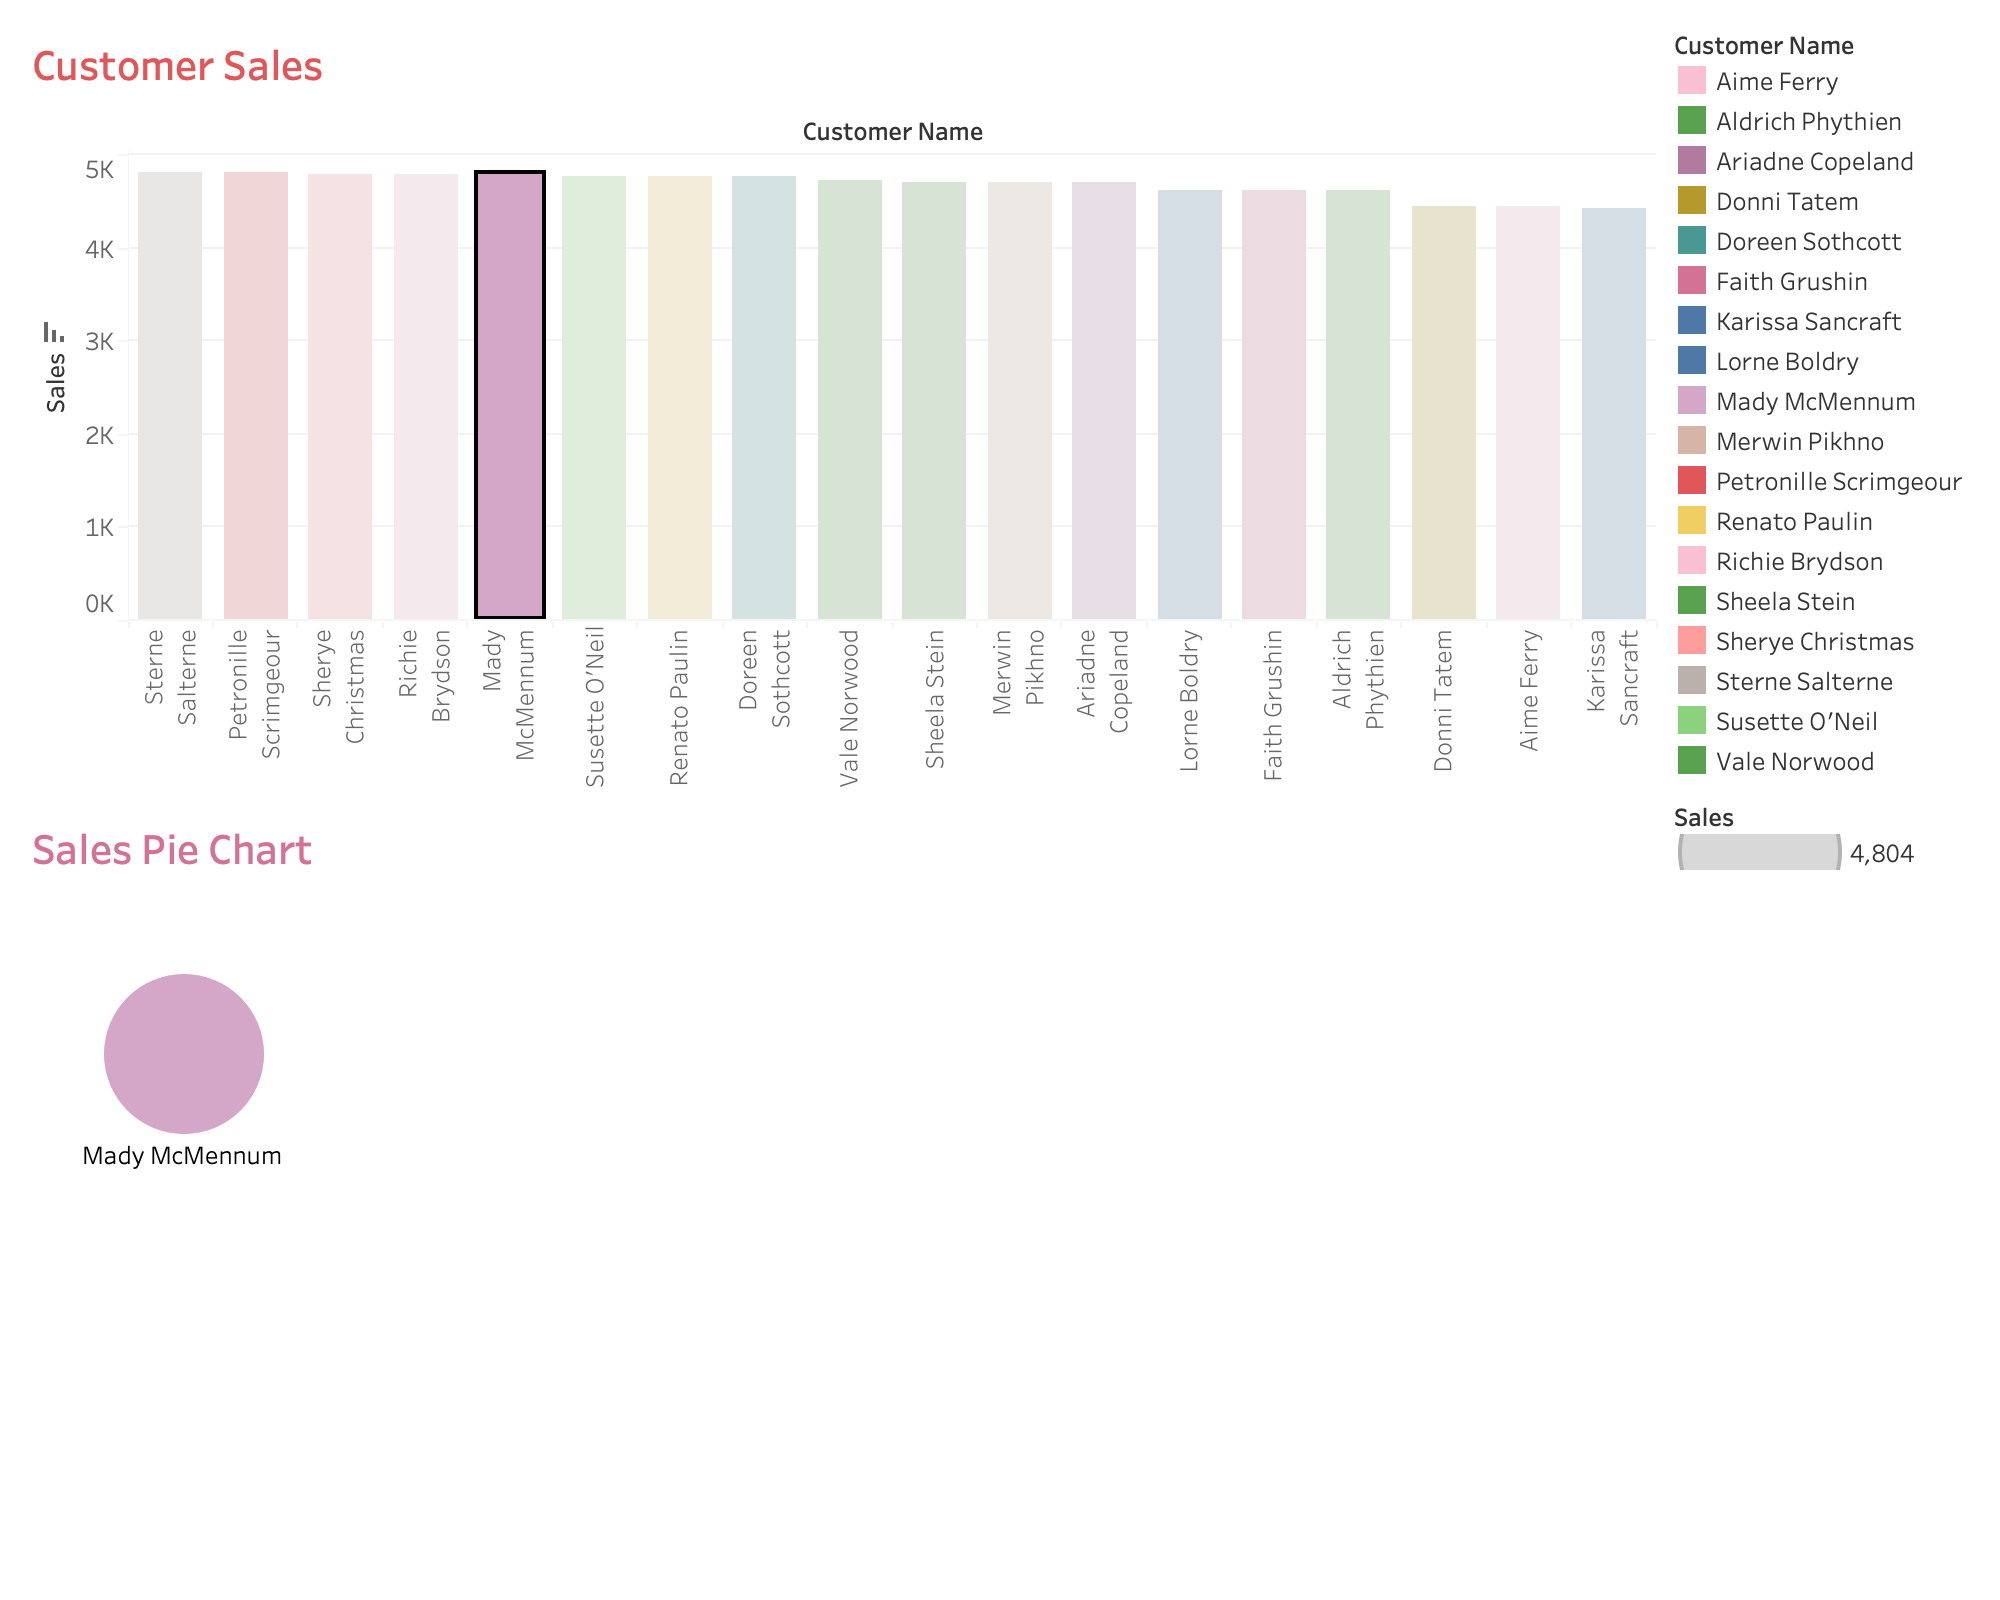 Customer Sales
Customer Name
5K
4K
3K
2K
1K
0K
Sales
Sterne
Salterne
Petronille
Scrimgeour
Sherye
Christmas
Richie
Brydson
Mady
McMennum
Susette O'Neil
Renato Paulin
Doreen
Sothcott
Vale Norwood
Sheela Stein
Merwin
Pikhno
Ariadne
Copeland
Lorne Boldry
Faith Grushin
Aldrich
Phythien
Donni Tatem
Aime Ferry
Karissa
Sancraft
Customer Name
Aime Ferry
Aldrich Phythien
Ariadne Copeland
Donni Tatem
Doreen Sothcott
Faith Grushin
Karissa Sancraft
Lorne Boldry
Mady McMennum
Merwin Pikhno
Petronille Scrimgeour
Renato Paulin
Richie Brydson
Sheela Stein
Sherye Christmas
Sterne Salterne
Susette O'Neil
Vale Norwood
Sales
4,804
Sales Pie Chart
Mady McMennum